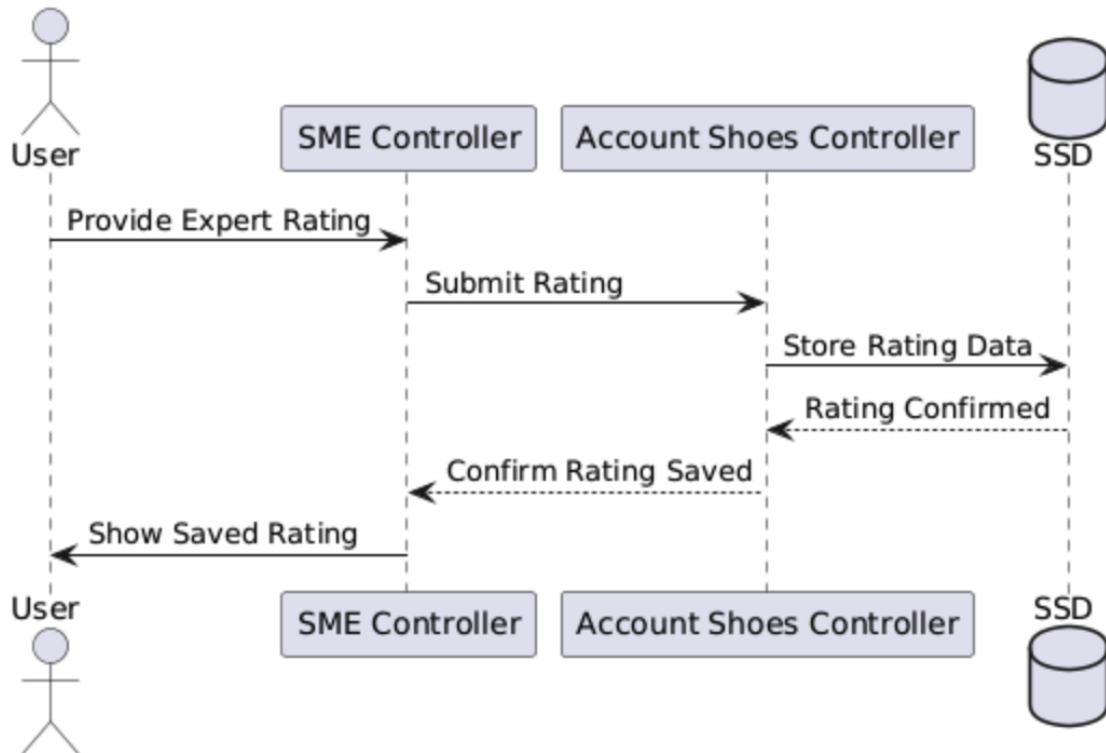 User
SME Controller
Account Shoes Controller
SSD
Provide Expert Rating
Submit Rating
Store Rating Data
Rating Confirmed
Confirm Rating Saved
Show Saved Rating
User
SME Controller
Account Shoes Controller
SSD